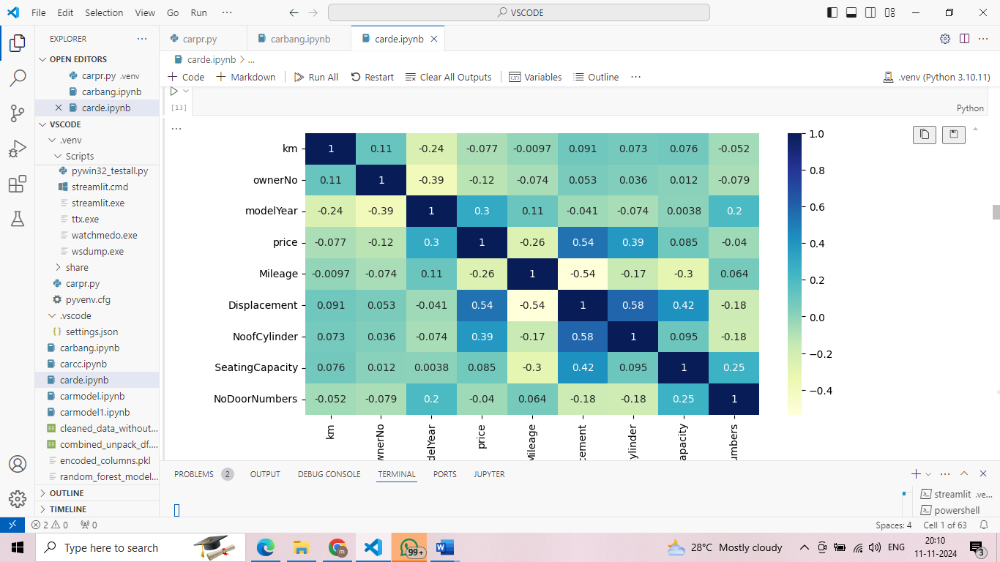 File Edit Selection View Go Run ··· VSCODE
EXPLORER ···
OPEN EDITORS
carpr.py .venv
carbang.ipynb
carde.ipynb
VSCODE
.venv
Scripts
pywin32_testall.py
streamlit.cmd
streamlit.exe
ttx.exe
watchmedo.exe
wsdump.exe
share
carpr.py
pyvenv.cfg
.vscode
settings.json
carbang.ipynb
carcc.ipynb
carde.ipynb
carmodel.ipynb
carmodel1.ipynb
cleaned_data_without...
combined_unpack_df....
encoded_columns.pkl
random_forest_model...
OUTLINE
TIMELINE
carpr.py carbang.ipynb carde.ipynb
carde.ipynb > ...
Code Markdown Run All Restart Clear All Outputs Variables Outline ··· .venv (Python 3.10.11)
[13] Python
km 1 0.11 -0.24 -0.077 -0.0097 0.091 0.073 0.076 -0.052
ownerNo 0.11 1 -0.39 -0.12 -0.074 0.053 0.036 0.012 -0.079
modelYear -0.24 -0.39 1 0.3 0.11 -0.041 -0.074 0.0038 0.2
price -0.077 -0.12 0.3 1 -0.26 0.54 0.39 0.085 -0.04
Mileage -0.0097 -0.074 0.11 -0.26 1 -0.54 -0.17 -0.3 0.064
Displacement 0.091 0.053 -0.041 0.54 -0.54 1 0.58 0.42 -0.18
NoofCylinder 0.073 0.036 -0.074 0.39 -0.17 0.58 1 0.095 -0.18
SeatingCapacity 0.076 0.012 0.0038 0.085 -0.3 0.42 0.095 1 0.25
NoDoorNumbers -0.052 -0.079 0.2 -0.04 0.064 -0.18 -0.18 0.25 1
km wnerNo delYear price Mileage cement ylinder apacity umbers
1.0
0.8
0.6
0.4
0.2
0.0
−0.2
−0.4
PROBLEMS 2 OUTPUT DEBUG CONSOLE TERMINAL PORTS JUPYTER
streamlit .ve...
powershell
2 0 0 Spaces: 4 Cell 1 of 63
Type here to search 99+ 28°C Mostly cloudy ENG 20:10
11-11-2024 3